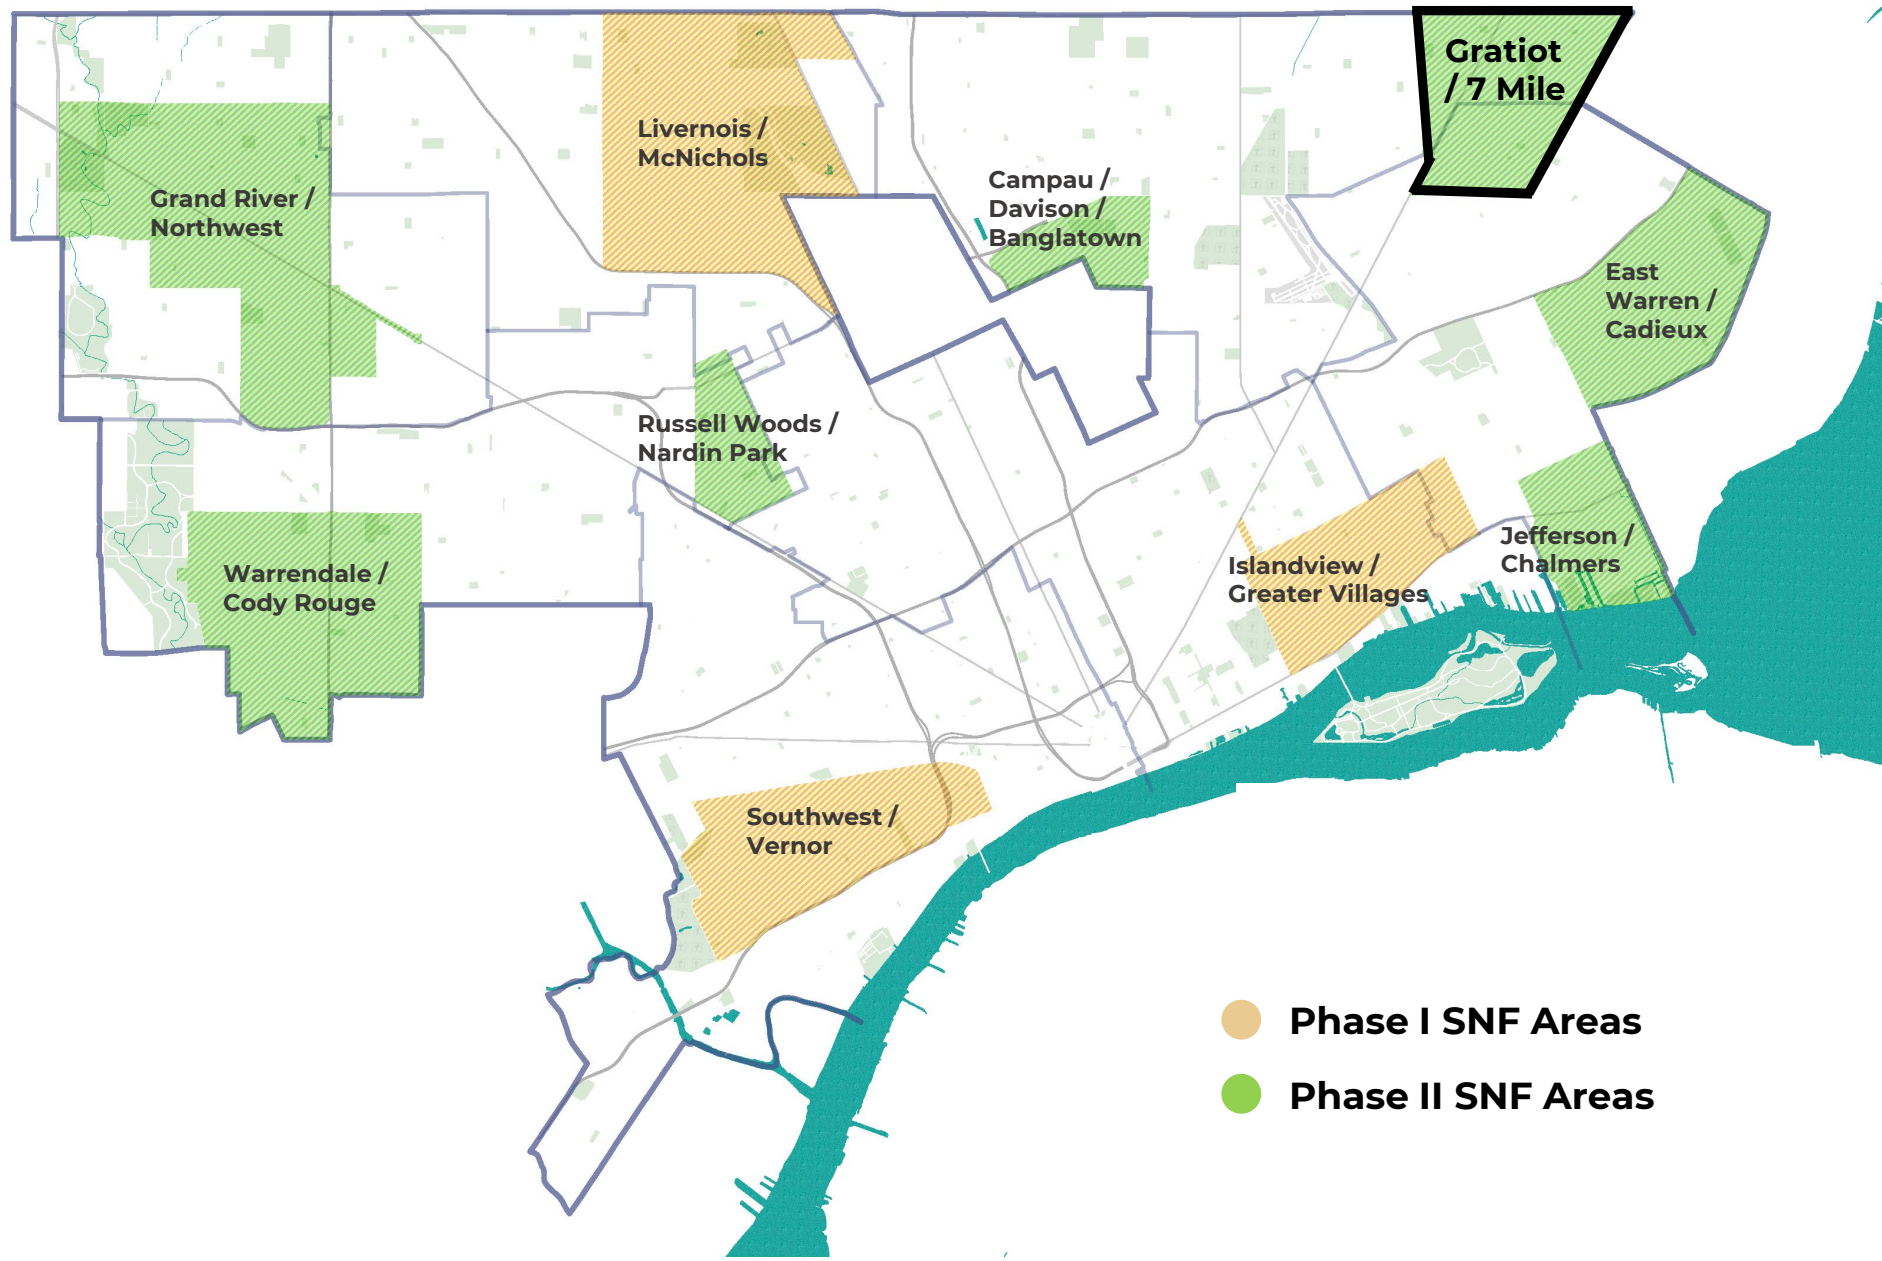 Gratiot
/ 7 Mile
Livernois /
McNichols
Campau /
Davison /
Banglatown
Grand River /
Northwest
East
Warren /
Cadieux
Russell Woods /
Nardin Park
Jefferson /
Chalmers
Islandview /
Greater Villages
Warrendale /
Cody Rouge
Southwest /
Vernor
Phase I SNF Areas
Phase II SNF Areas